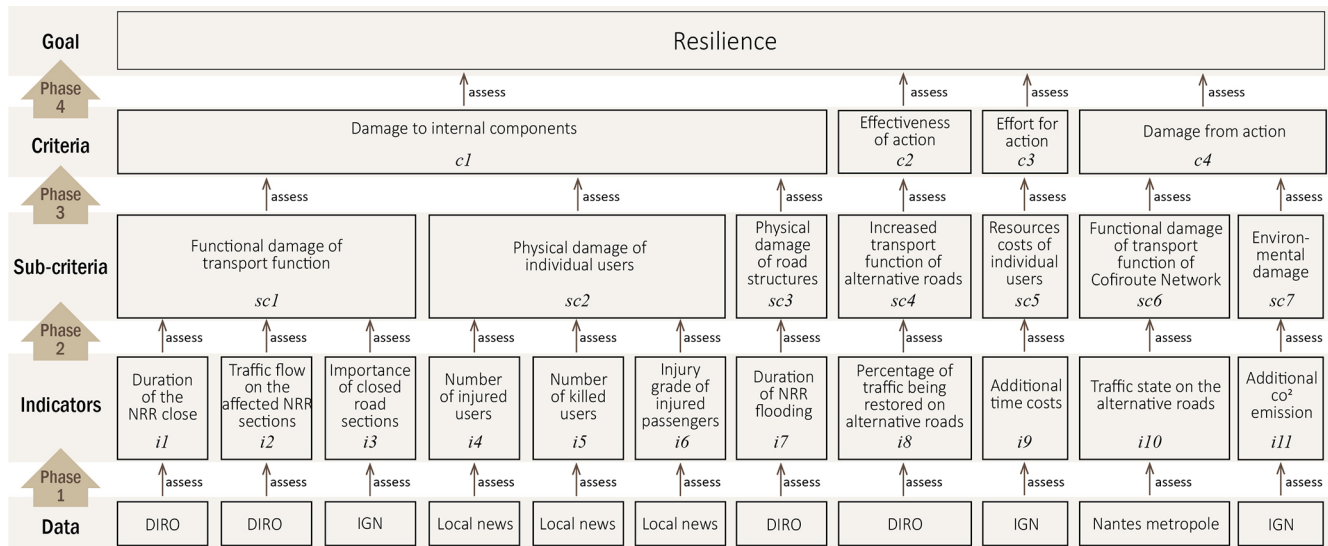 Goal
Resilience
Phase
4
assess
assess
assess
assess
Criteria
Damage to internal components
c1
Effectiveness
of action
c2
Effort for
action
c3
Damage from action
c4
Phase
3
assess
assess
assess
assess
assess
assess
assess
Sub-criteria
Functional damage of
transport function
sc1
Physical damage of
individual users
sc2
Physical
damage
of road
structures
sc3
Increased
transport
function of
alternative roads
sc4
Resources
costs of
individual
users
sc5
Functional damage
of transport
function of
Cofiroute Network
sc6
Environ-
mental
damage
sc7
Phase
2
assess
assess
assess
assess
assess
assess
assess
assess
assess
assess
assess
Indicators
Duration
of the
NRR close
i1
Traffic flow
on the
affected NRR
sections
i2
Importance
of closed
road
sections
i3
Number
of injured
users
i4
Number
of killed
users
i5
Injury
grade of
injured
passengers
i6
Duration
of NRR
flooding
i7
Percentage of
traffic being
restored on
alternative roads
i8
Additional
time costs
i9
Traffic state on the
alternative roads
i10
Additional
co²
emission
i11
Phase
1
assess
assess
assess
assess
assess
assess
assess
assess
assess
assess
assess
Data
DIRO
DIRO
IGN
Local news
Local news
Local news
DIRO
DIRO
IGN
Nantes metropole
IGN